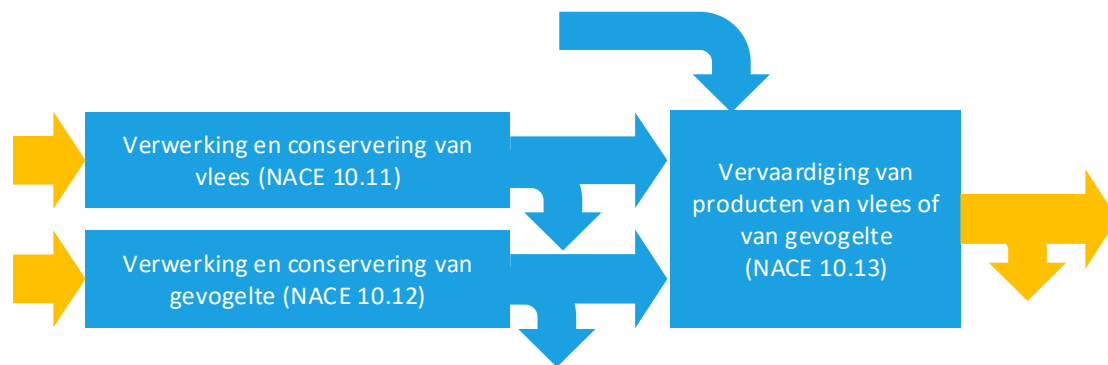 Verwerking en conservering van
vlees (NACE 10.11)
Verwerking en conservering van
gevogelte (NACE 10.12)
Vervaardiging van
producten van vlees of
van gevogelte
(NACE 10.13)